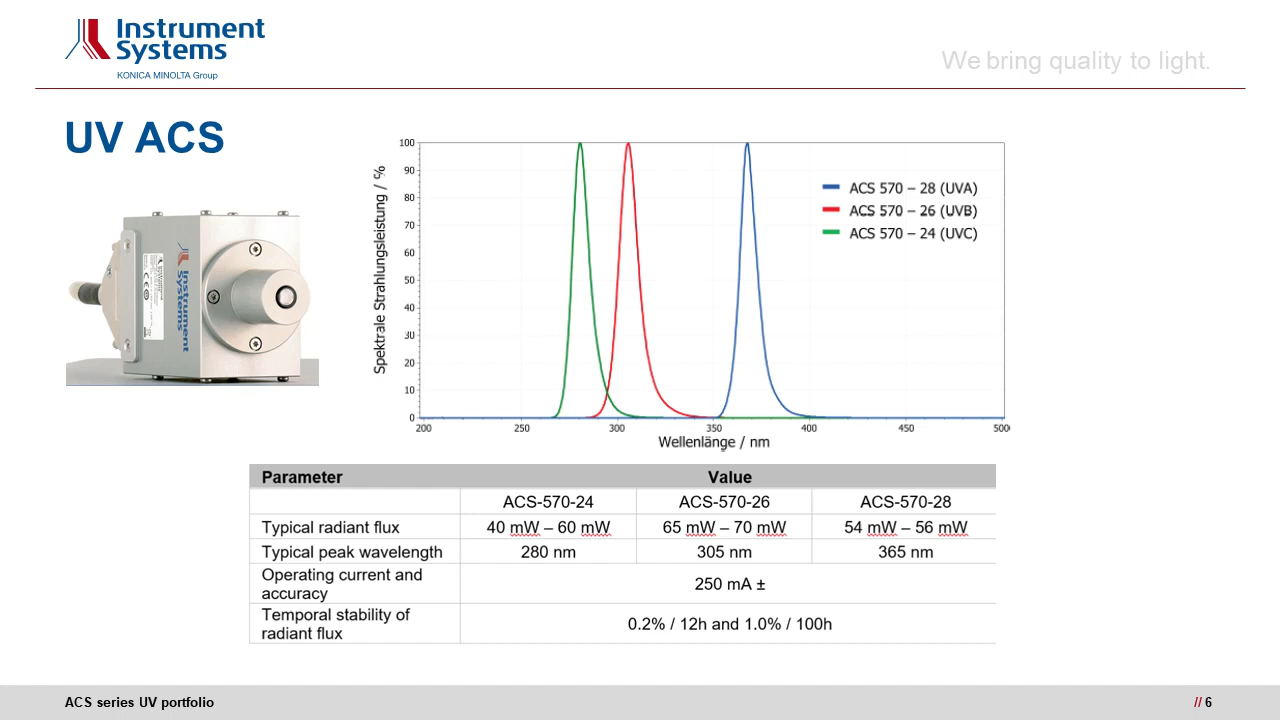 Instrument
Systems
KONICA MINOLTA Group
We bring quality to light.
UV ACS
Instrument
Systems
Spektrale Strahlungsleistung / %
100
90
80
70
60
50
40
30
20
10
0
200
250
300
350
400
450
500
Wellenlänge / nm
ACS 570 – 28 (UVA)
ACS 570 – 26 (UVB)
ACS 570 – 24 (UVC)
Parameter Value
ACS-570-24 ACS-570-26 ACS-570-28
Typical radiant flux 40 mW – 60 mW 65 mW – 70 mW 54 mW – 56 mW
Typical peak wavelength 280 nm 305 nm 365 nm
Operating current and
accuracy
250 mA ±
Temporal stability of
radiant flux
0.2% / 12h and 1.0% / 100h
ACS series UV portfolio
// 6